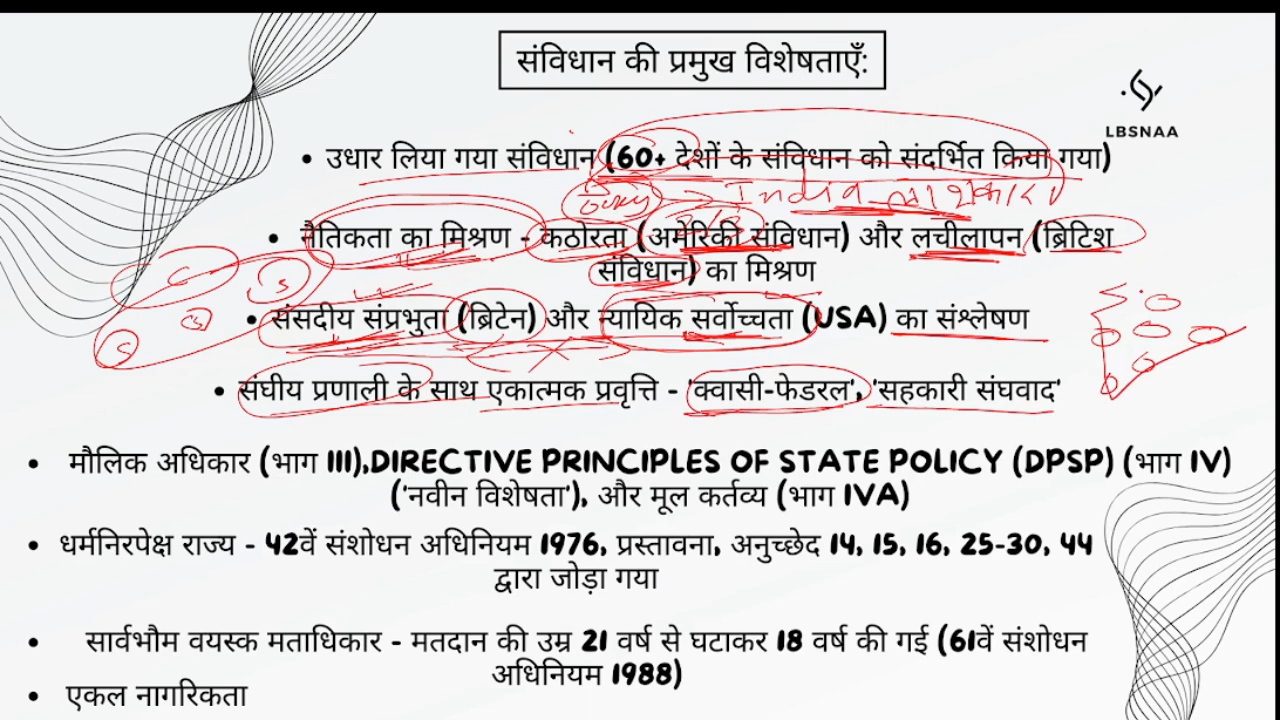 संविधान की प्रमुख विशेषताएँ:
LBSNAA
• उधार लिया गया संविधान (60+ देशों के संविधान को संदर्भित किया गया)
India
• नैतिकता का मिश्रण - कठोरता (अमेरिकी संविधान) और लचीलापन (ब्रिटिश
संविधान) का मिश्रण
• संसदीय संप्रभुता (ब्रिटेन) और न्यायिक सर्वोच्चता (USA) का संश्लेषण
• संघीय प्रणाली के साथ एकात्मक प्रवृत्ति - 'क्वासी-फेडरल', 'सहकारी संघवाद'
• मौलिक अधिकार (भाग III),DIRECTIVE PRINCIPLES OF STATE POLICY (DPSP) (भाग IV)
('नवीन विशेषता'), और मूल कर्तव्य (भाग IVA)
• धर्मनिरपेक्ष राज्य - 42वें संशोधन अधिनियम 1976, प्रस्तावना, अनुच्छेद 14, 15, 16, 25-30, 44
द्वारा जोड़ा गया
• सार्वभौम वयस्क मताधिकार - मतदान की उम्र 21 वर्ष से घटाकर 18 वर्ष की गई (61वें संशोधन
अधिनियम 1988)
• एकल नागरिकता